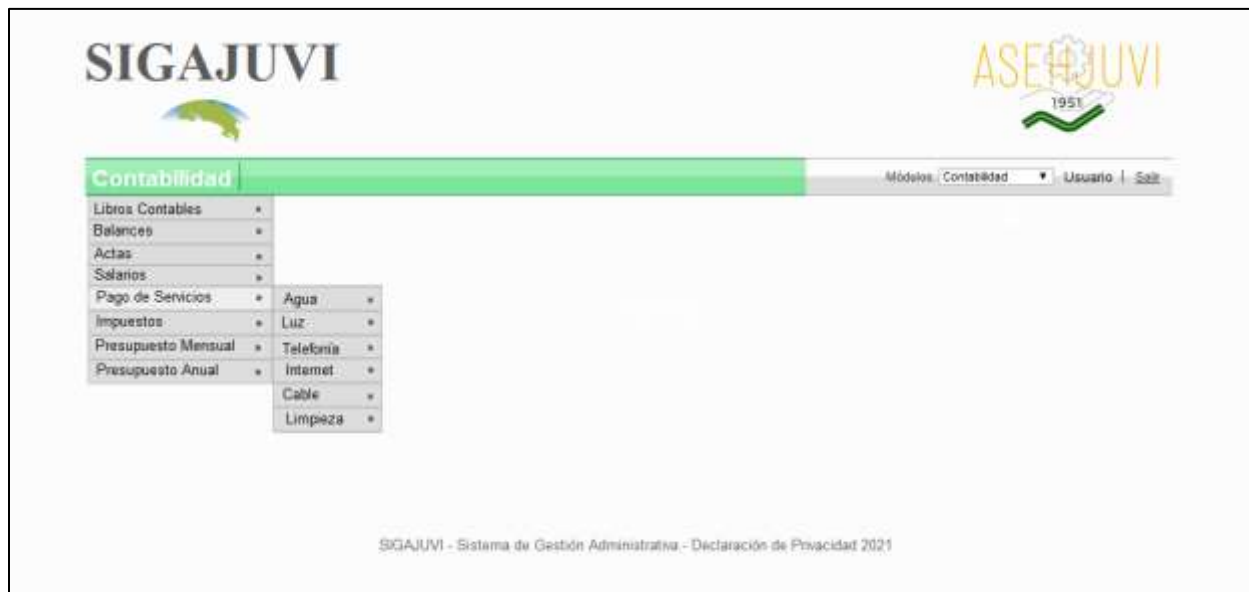 SIGAJUVI
ASEHJUVI
1951
Contabilidad
Módulos Contabilidad Usuario | Salir
Libros Contables
Balances
Actas
Salarios
Pago de Servicios
Impuestos
Presupuesto Mensual
Presupuesto Anual
Agua
Luz
Telefonía
Internet
Cable
Limpieza
SIGAJUVI - Sistema de Gestión Administrativa - Declaración de Privacidad 2021